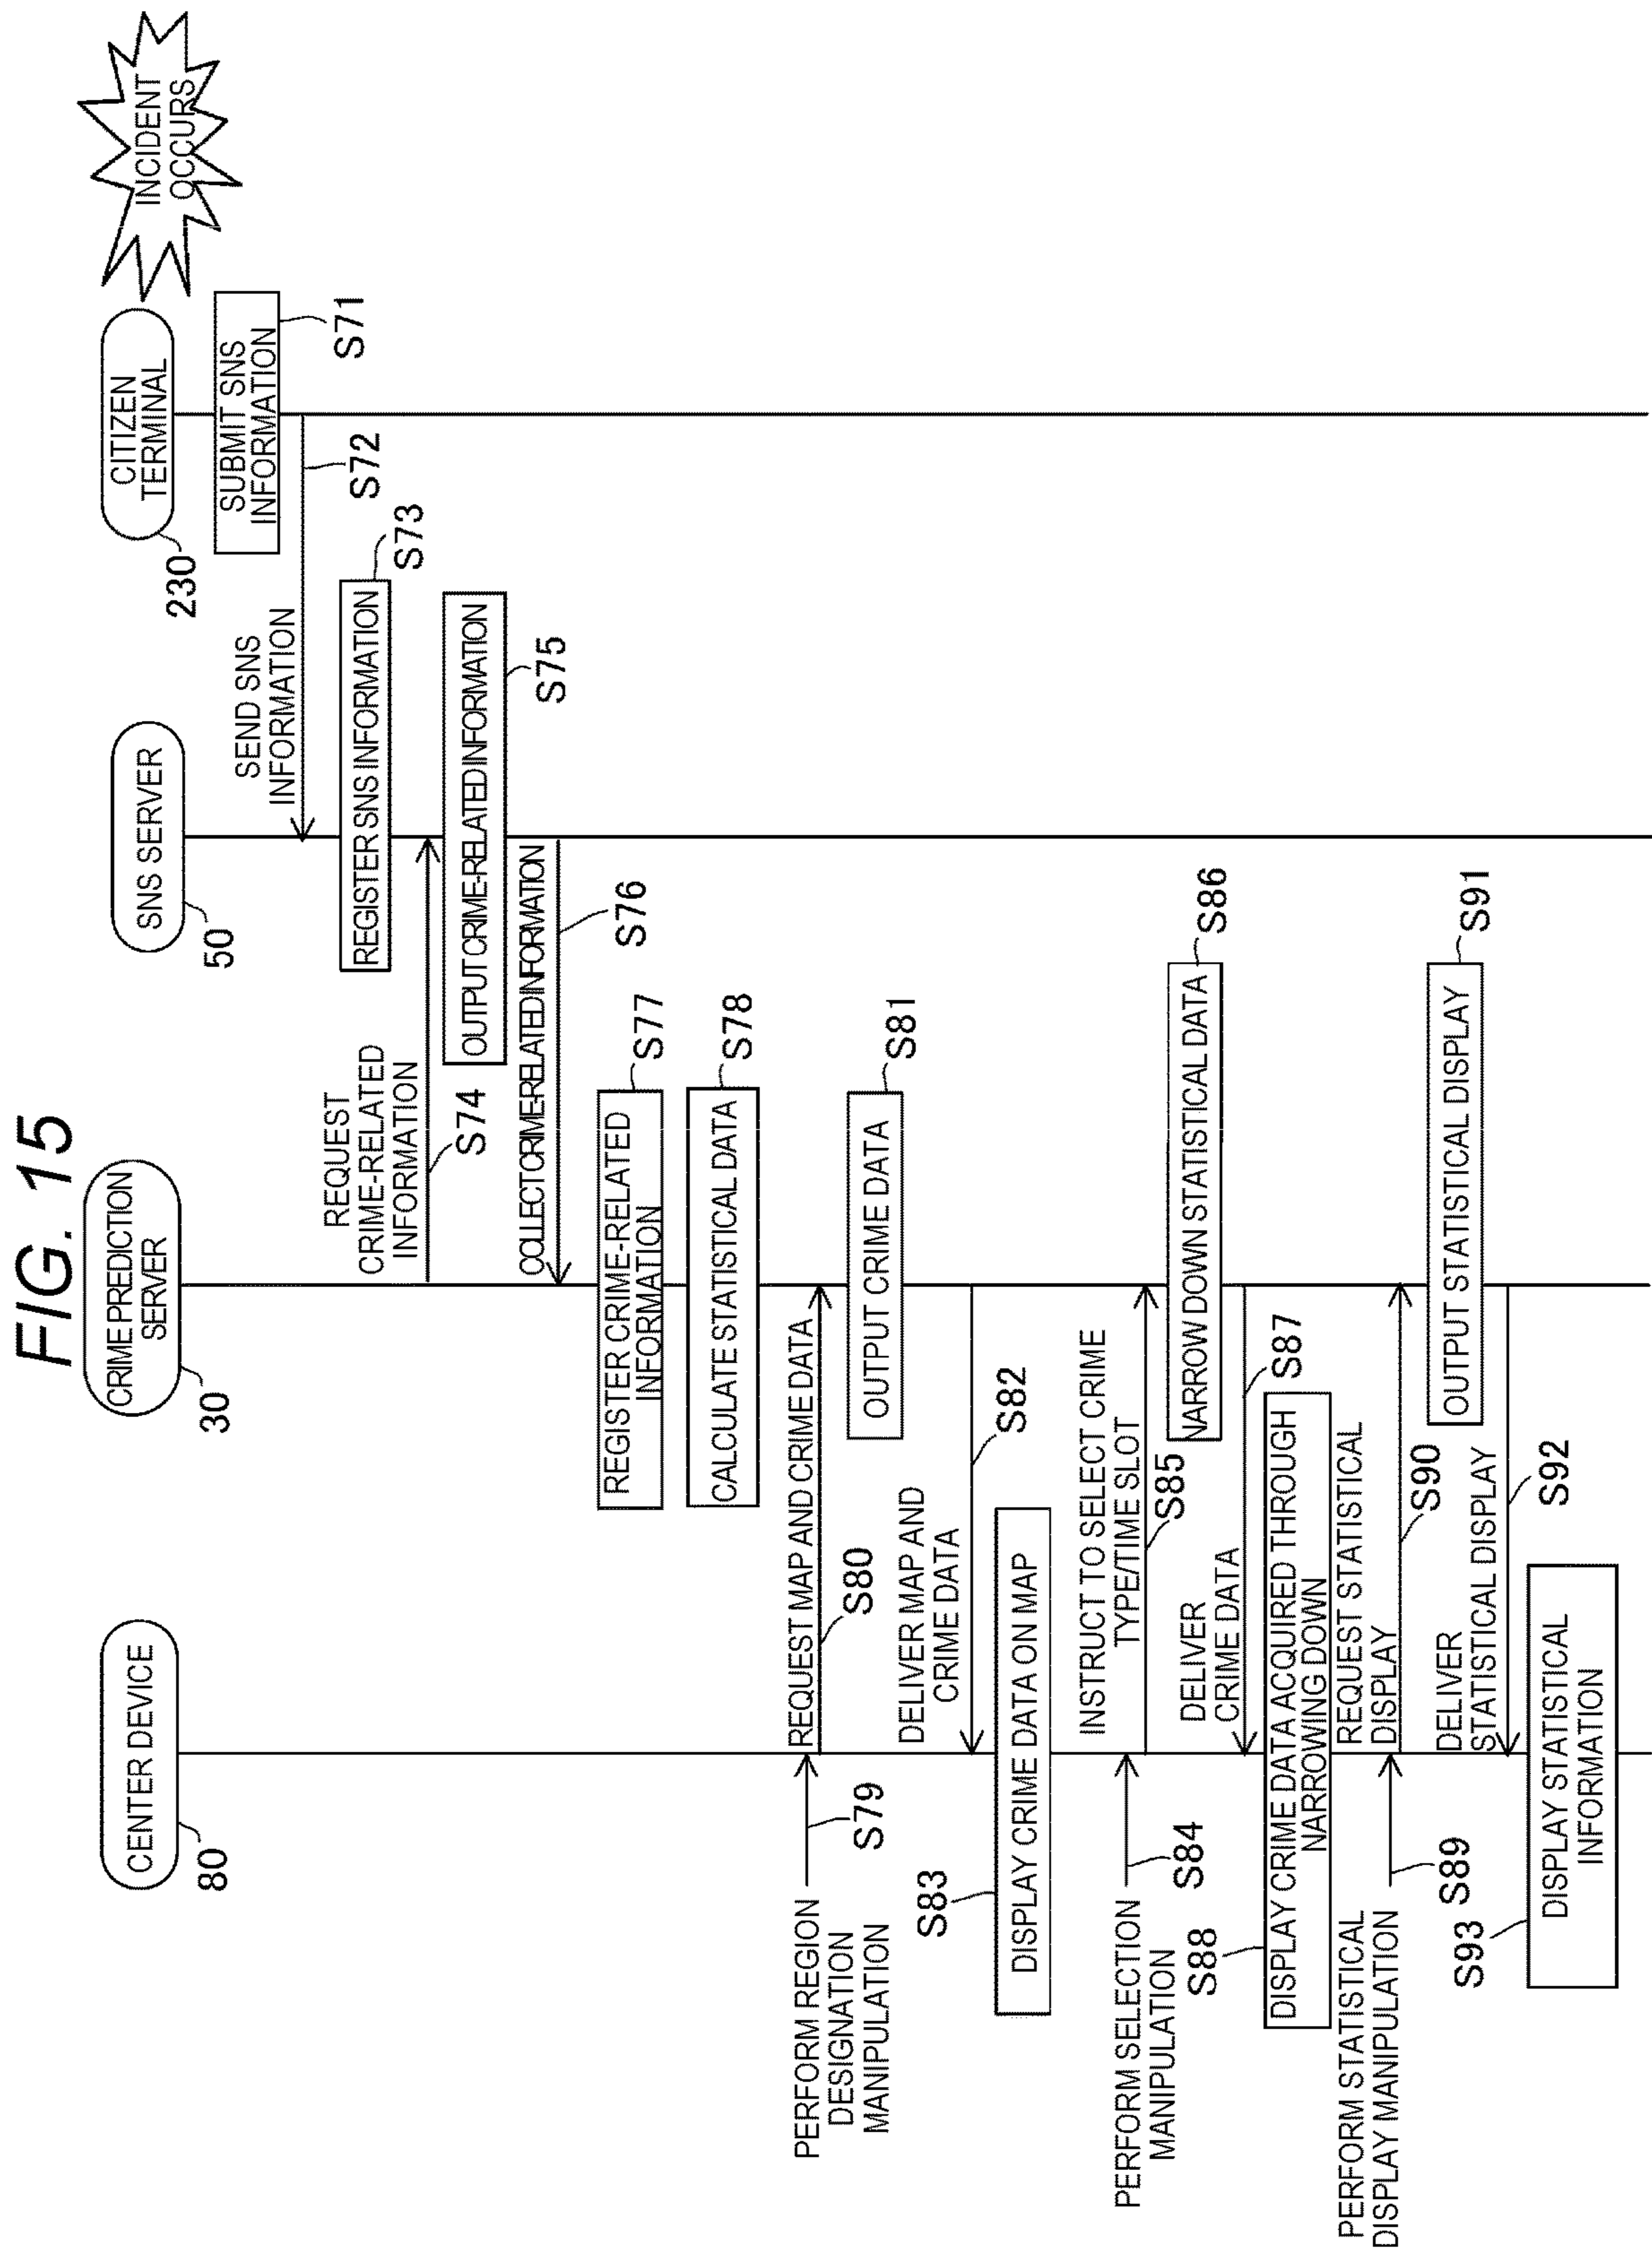 FIG. 15
CENTER DEVICE
80
CRIME PREDICTION
SERVER
30
SNS SERVER
50
CITIZEN
TERMINAL
230
INCIDENT
OCCURS
SUBMIT SNS
INFORMATION
S71
SEND SNS
INFORMATION
S72
REGISTER SNS INFORMATION
S73
REQUEST
CRIME-RELATED
INFORMATION
S74
OUTPUT CRIME-RELATED INFORMATION
S75
COLLECT CRIME-RELATED INFORMATION
S76
REGISTER CRIME-RELATED
INFORMATION
S77
CALCULATE STATISTICAL DATA
S78
PERFORM REGION
DESIGNATION
MANIPULATION
S79
REQUEST MAP AND CRIME DATA
S80
OUTPUT CRIME DATA
S81
DELIVER MAP AND
CRIME DATA
S82
DISPLAY CRIME DATA ON MAP
S83
PERFORM SELECTION
MANIPULATION
S84
INSTRUCT TO SELECT CRIME
TYPE/TIME SLOT
S85
NARROW DOWN STATISTICAL DATA
S86
DELIVER
CRIME DATA
S87
DISPLAY CRIME DATA ACQUIRED THROUGH
NARROWING DOWN
S88
PERFORM STATISTICAL
DISPLAY MANIPULATION
S89
REQUEST STATISTICAL
DISPLAY
S90
OUTPUT STATISTICAL DISPLAY
S91
DELIVER
STATISTICAL DISPLAY
S92
DISPLAY STATISTICAL
INFORMATION
S93